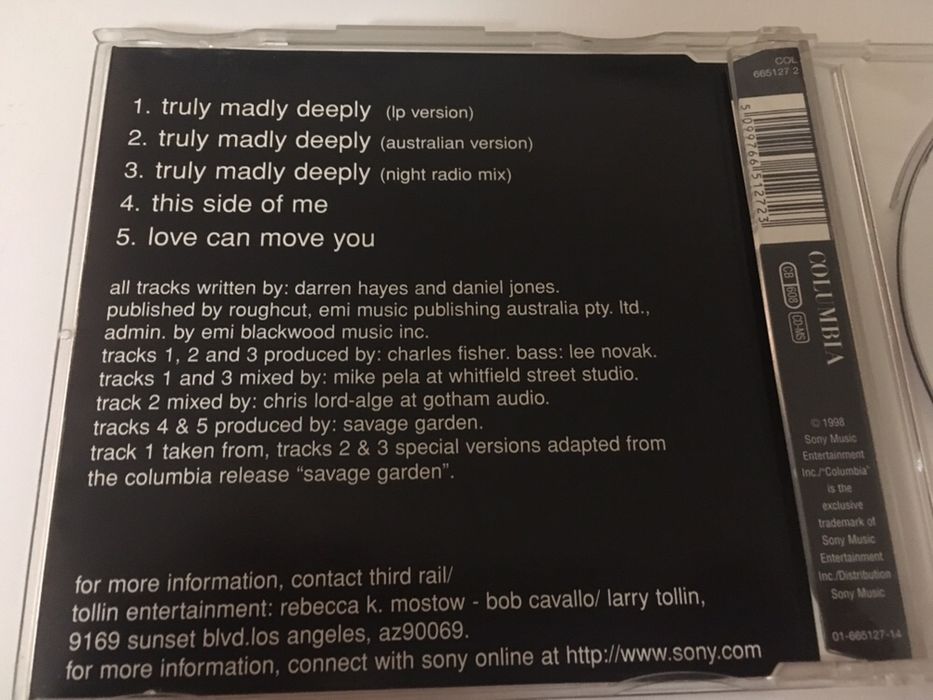 1. truly madly deeply (lp version)
2. truly madly deeply (australian version)
3. truly madly deeply (night radio mix)
4. this side of me
5. love can move you
all tracks written by: darren hayes and daniel jones.
published by roughcut, emi music publishing australia pty. ltd.,
admin. by emi blackwood music inc.
tracks 1, 2 and 3 produced by: charles fisher. bass: lee novak.
tracks 1 and 3 mixed by: mike pela at whitfield street studio.
track 2 mixed by: chris lord-alge at gotham audio.
tracks 4 & 5 produced by: savage garden.
track 1 taken from, tracks 2 & 3 special versions adapted from
the columbia release "savage garden".
for more information, contact third rail/
tollin entertainment: rebecca k. mostow - bob cavallo/ larry tollin,
9169 sunset blvd.los angeles, az90069.
for more information, connect with sony online at http://www.sony.com
COL
665127 2
5 099766 512723
COLUMBIA
CB 608
CD-MS
© 1998
Sony Music
Entertainment
Inc./"Columbia"
is the
exclusive
trademark of
Sony Music
Entertainment
Inc./Distribution
Sony Music
01-665127-14